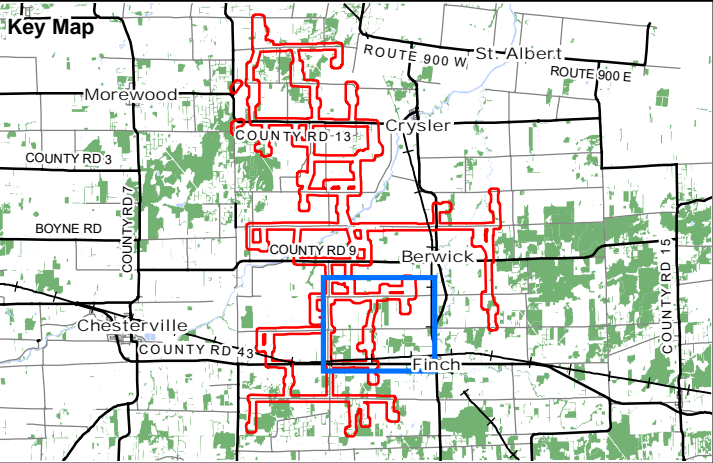 Key Map
ROUTE 900 W
St. Albert
ROUTE 900 E
Morewood
Crysler
COUNTY RD 13
COUNTY RD 3
COUNTY RD 7
BOYNE RD
COUNTY RD 9
Berwick
COUNTY RD 15
Chesterville
COUNTY RD 43
Finch